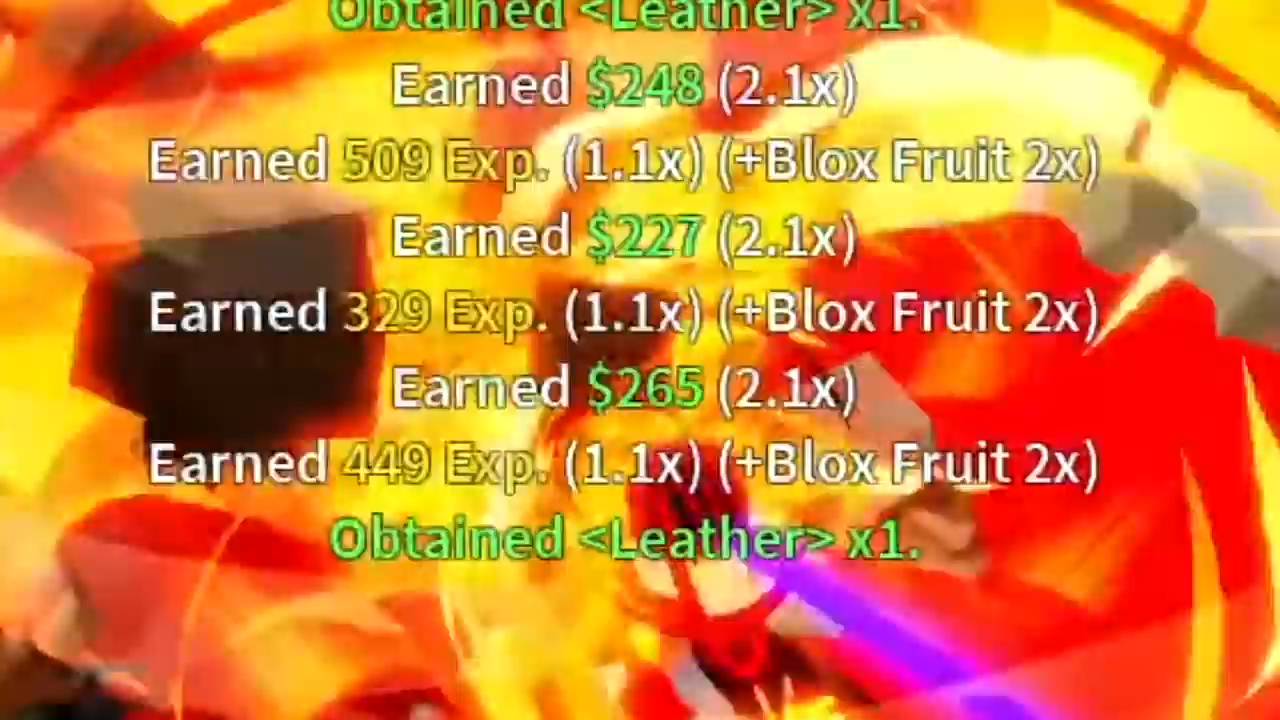 Obtained <Leather> x1.
Earned $248 (2.1x)
Earned 509 Exp. (1.1x) (+Blox Fruit 2x)
Earned $227 (2.1x)
Earned 329 Exp. (1.1x) (+Blox Fruit 2x)
Earned $265 (2.1x)
Earned 449 Exp. (1.1x) (+Blox Fruit 2x)
Obtained <Leather> x1.